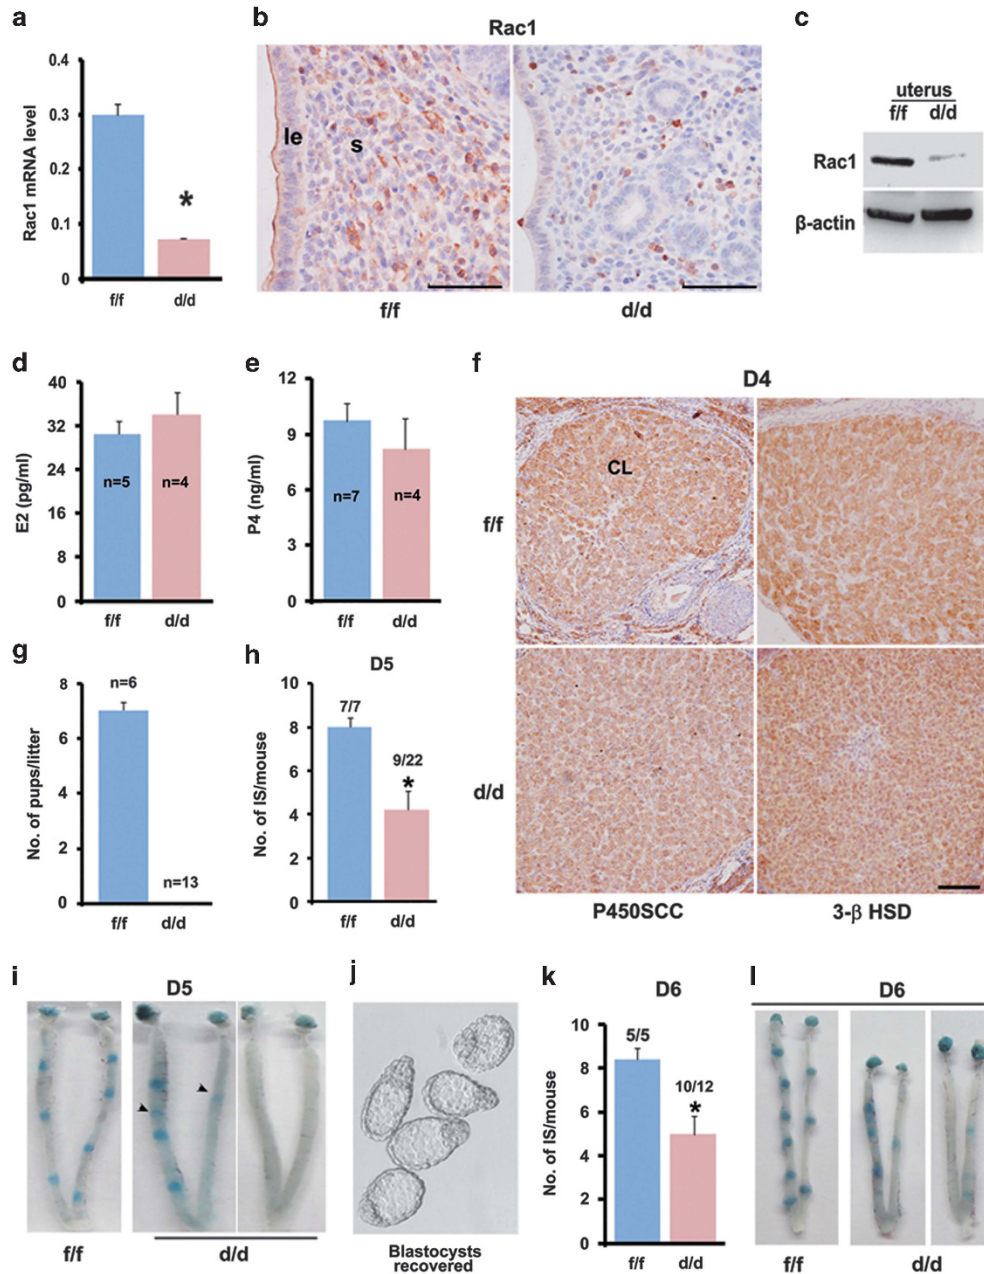 a
Rac1 mRNA level
0.4
0.3
0.2
0.1
0
*
f/f
d/d
b
Rac1
le
s
f/f
d/d
c
uterus
f/f d/d
Rac1
β-actin
d
E2 (pg/ml)
40
32
24
16
8
0
n=5
n=4
f/f
d/d
e
P4 (ng/ml)
12
9
6
3
0
n=7
n=4
f/f
d/d
f
D4
CL
f/f
d/d
P450SCC
3-β HSD
g
No. of pups/litter
8
6
4
2
0
n=6
n=13
f/f
d/d
h
D5
No. of IS/mouse
10
8
6
4
2
0
7/7
9/22
*
f/f
d/d
i
D5
f/f
d/d
j
Blastocysts
recovered
k
D6
No. of IS/mouse
10
8
6
4
2
0
5/5
10/12
*
f/f
d/d
l
D6
f/f
d/d